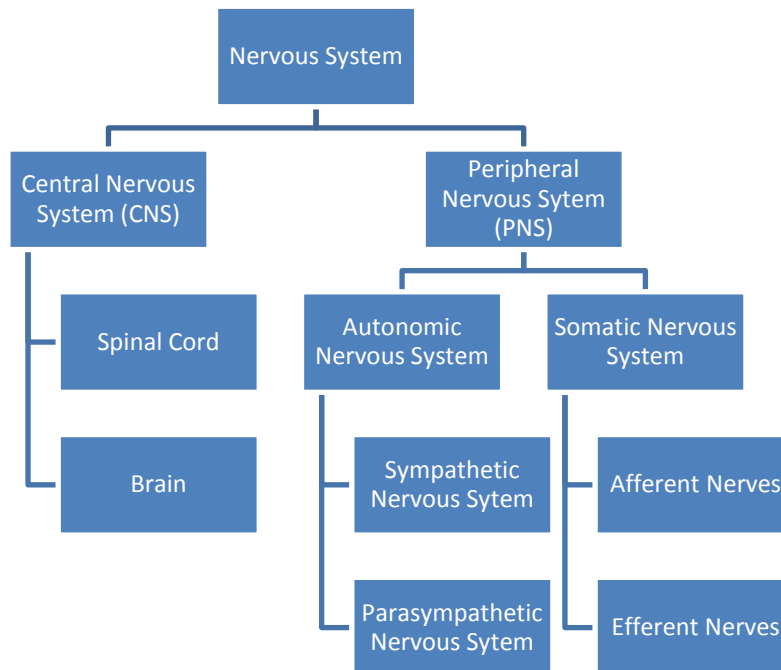 Nervous System
Central Nervous
System (CNS)
Peripheral
Nervous Sytem
(PNS)
Spinal Cord
Brain
Autonomic
Nervous System
Somatic Nervous
System
Sympathetic
Nervous Sytem
Parasympathetic
Nervous Sytem
Afferent Nerves
Efferent Nerves